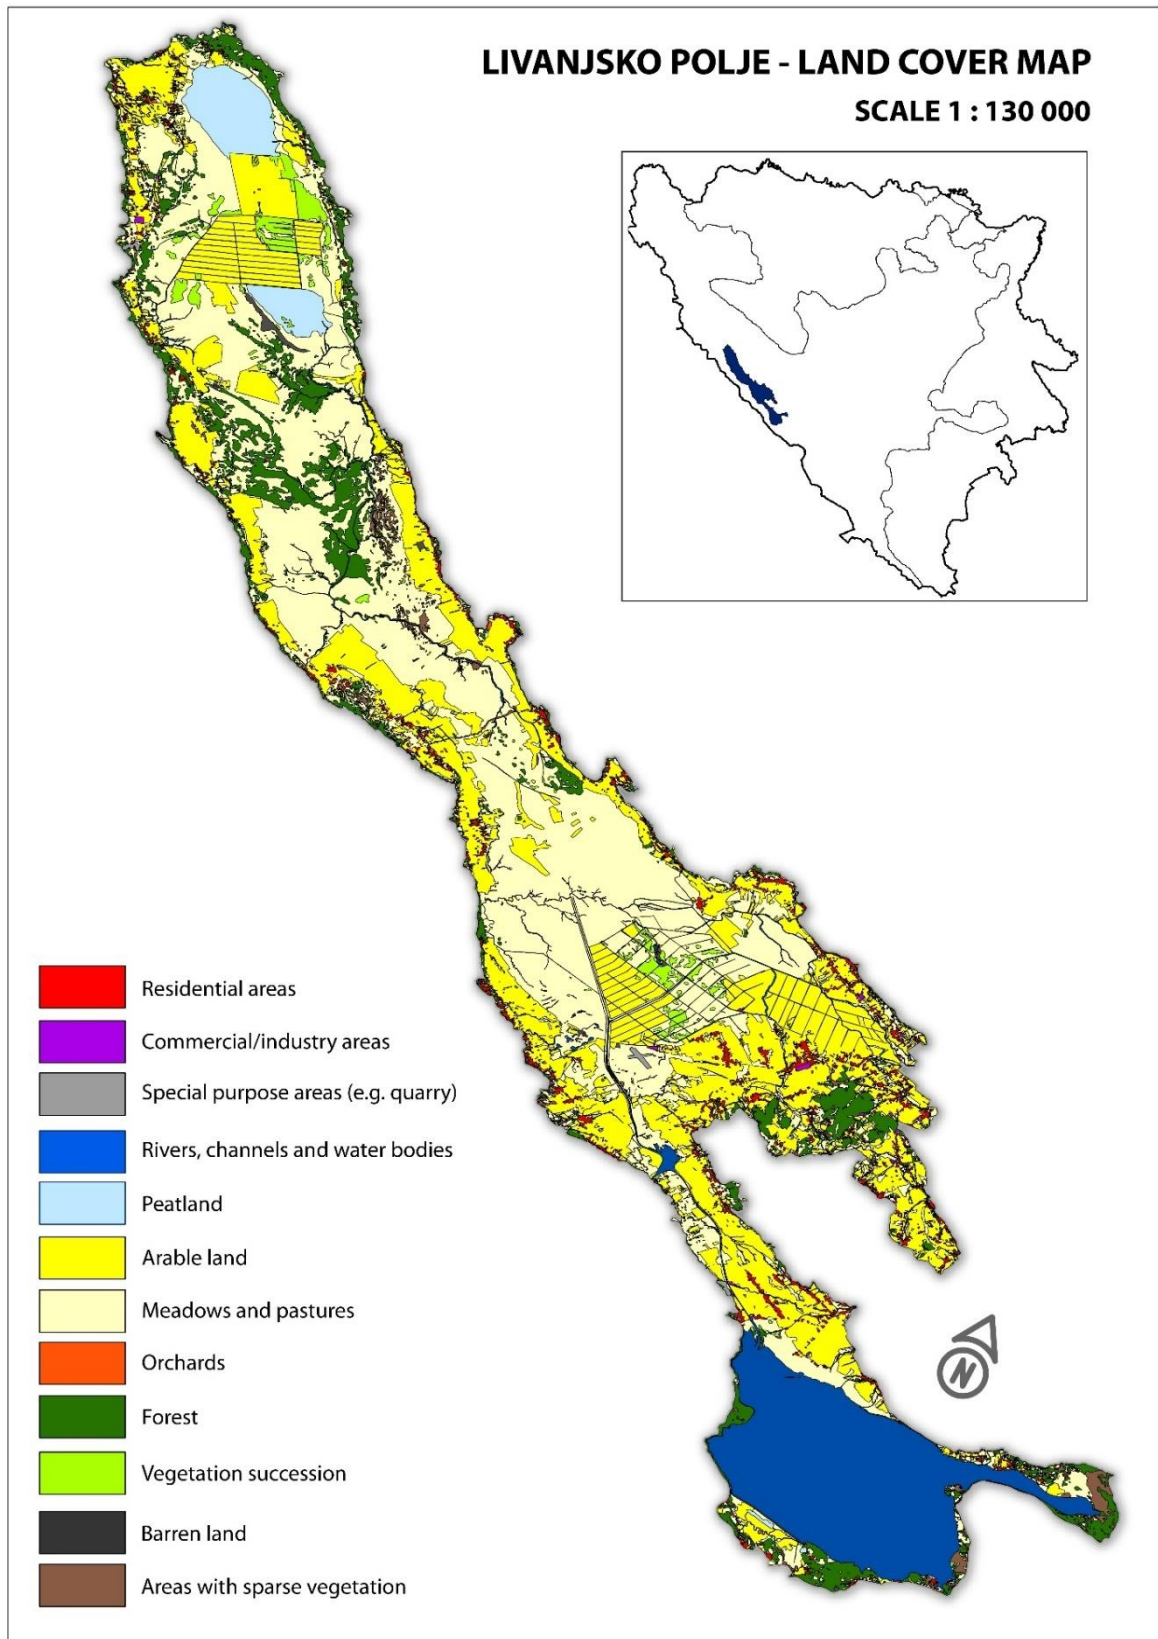 LIVANJSKO POLJE - LAND COVER MAP
SCALE 1 : 130 000
Residential areas
Commercial/industry areas
Special purpose areas (e.g. quarry)
Rivers, channels and water bodies
Peatland
Arable land
Meadows and pastures
Orchards
Forest
Vegetation succession
Barren land
Areas with sparse vegetation
N